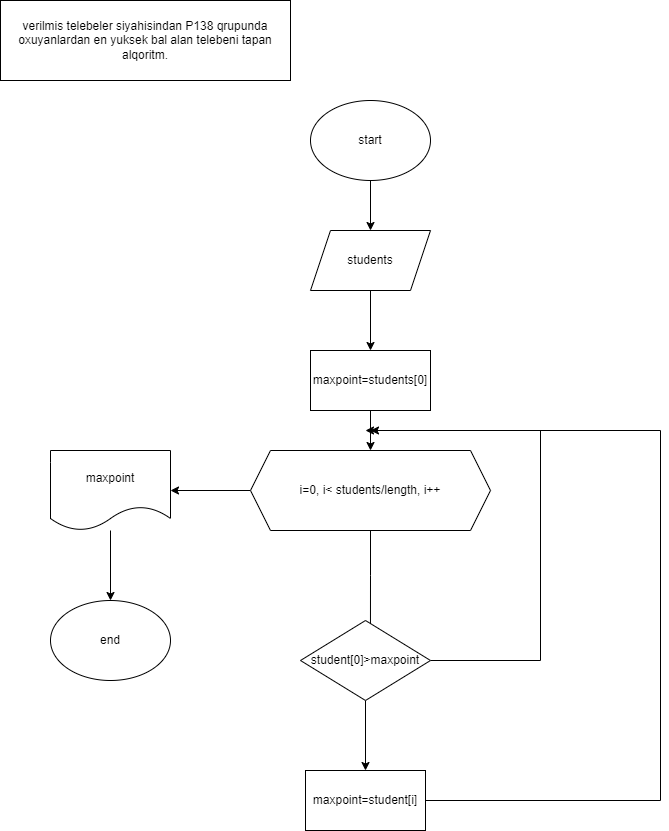 verilmis telebeler siyahisindan P138 qrupunda
oxuyanlardan en yuksek bal alan telebeni tapan
alqoritm.
start
students
maxpoint=students[0]
i=0, i< students/length, i++
maxpoint
end
student[0]>maxpoint
maxpoint=student[i]